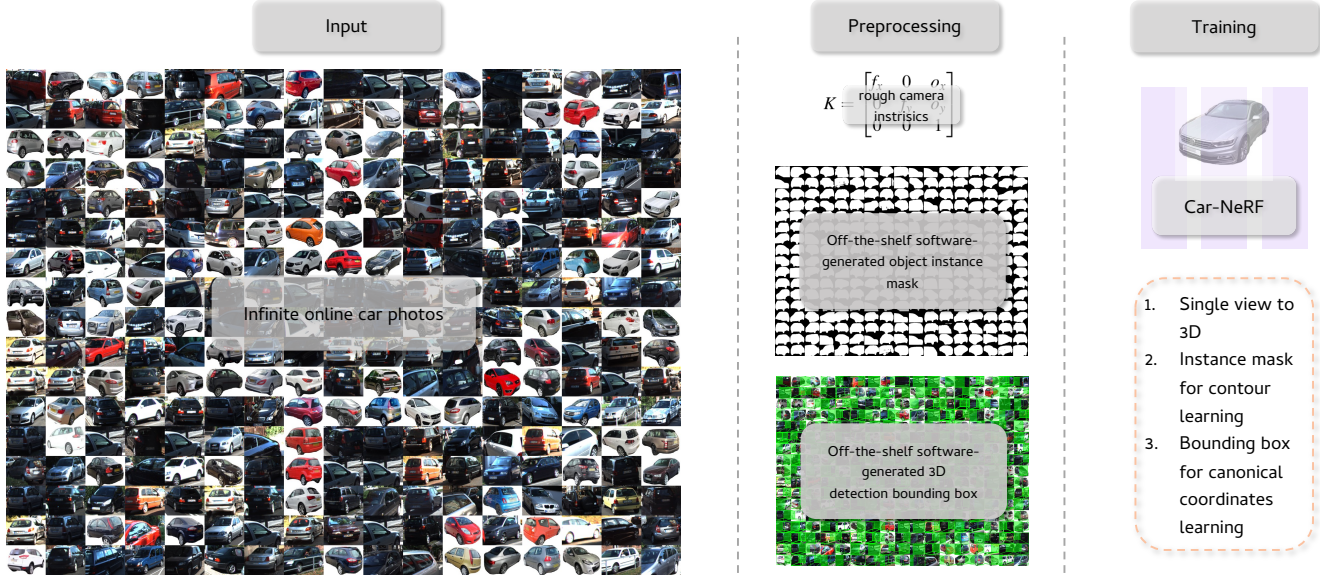 Input
Infinite online car photos
Preprocessing
rough camera
instrisics
Off-the-shelf software-
generated object instance
mask
Off-the-shelf software-
generated 3D
detection bounding box
Training
Car-NeRF
1. Single view to
3D
2. Instance mask
for contour
learning
3. Bounding box
for canonical
coordinates
learning